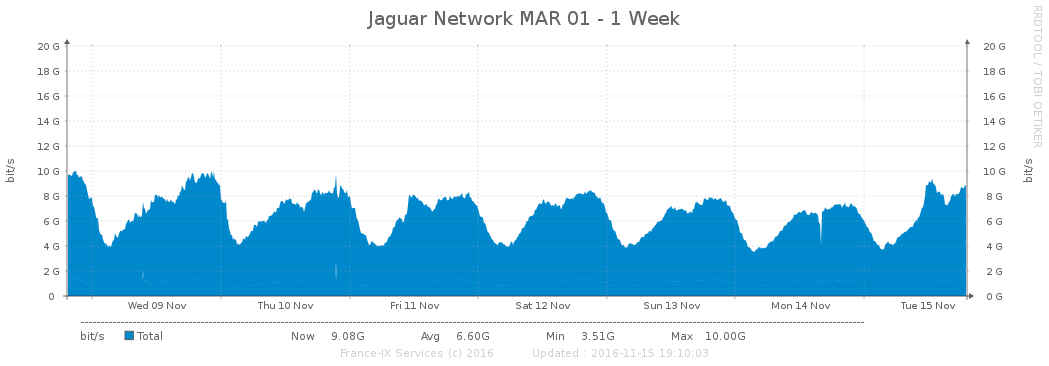 Jaguar Network MAR 01 - 1 Week
RRDTOOL / TOBI OETIKER
bit/s
bit/s
20 G 20 G
18 G 18 G
16 G 16 G
14 G 14 G
12 G 12 G
10 G 10 G
8 G 8 G
6 G 6 G
4 G 4 G
2 G 2 G
0 0 G
Wed 09 Nov Thu 10 Nov Fri 11 Nov Sat 12 Nov Sun 13 Nov Mon 14 Nov Tue 15 Nov
bit/s Total Now 9.08G Avg 6.60G Min 3.51G Max 10.00G
France-IX Services (c) 2016 Updated : 2016-11-15 19:10:03